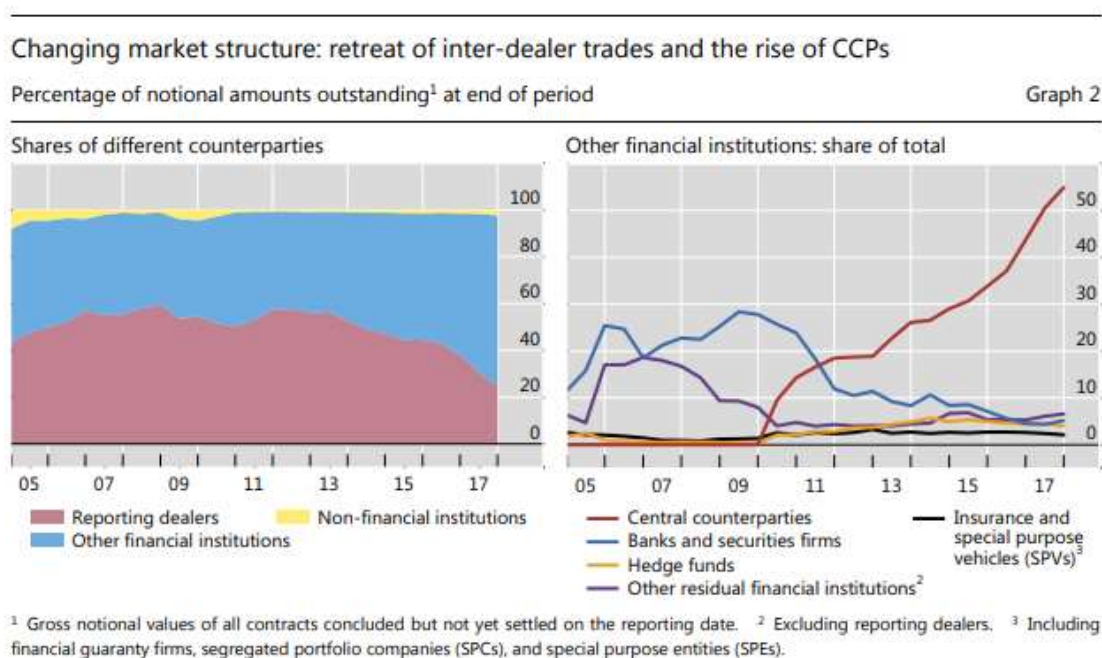 Changing market structure: retreat of inter-dealer trades and the rise of CCPs
Percentage of notional amounts outstanding¹ at end of period Graph 2
Shares of different counterparties
100
80
60
40
20
0
05 07 09 11 13 15 17
Reporting dealers Non-financial institutions
Other financial institutions
Other financial institutions: share of total
50
40
30
20
10
0
05 07 09 11 13 15 17
Central counterparties
Banks and securities firms
Hedge funds
Other residual financial institutions²
Insurance and
special purpose
vehicles (SPVs)³
¹ Gross notional values of all contracts concluded but not yet settled on the reporting date. ² Excluding reporting dealers. ³ Including
financial guaranty firms, segregated portfolio companies (SPCs), and special purpose entities (SPEs).